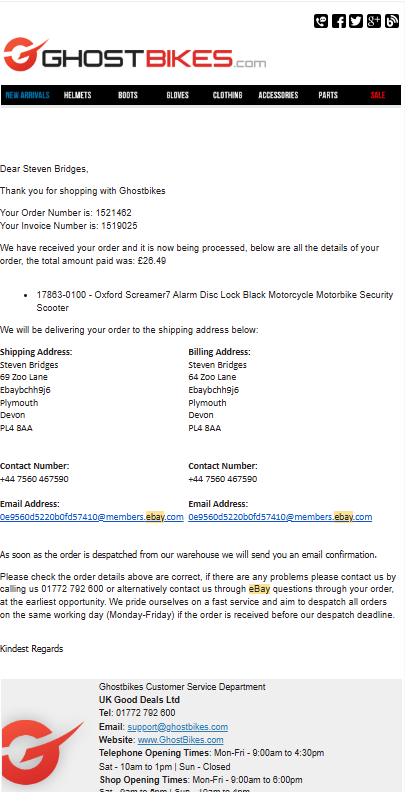 GHOSTBIKES.com
NEW ARRIVALS HELMETS BOOTS GLOVES CLOTHING ACCESSORIES PARTS SALE
Dear Steven Bridges,
Thank you for shopping with Ghostbikes
Your Order Number is: 1521462
Your Invoice Number is: 1519025
We have received your order and it is now being processed, below are all the details of your
order, the total amount paid was: £26.49
• 17863-0100 - Oxford Screamer7 Alarm Disc Lock Black Motorcycle Motorbike Security
Scooter
We will be delivering your order to the shipping address below:
Shipping Address: Billing Address:
Steven Bridges Steven Bridges
69 Zoo Lane 64 Zoo Lane
Ebaybchh9j6 Ebaybchh9j6
Plymouth Plymouth
Devon Devon
PL4 8AA PL4 8AA
Contact Number: Contact Number:
+44 7560 467590 +44 7560 467590
Email Address: Email Address:
0e9560d5220b0fd57410@members.ebay.com 0e9560d5220b0fd57410@members.ebay.com
As soon as the order is despatched from our warehouse we will send you an email confirmation.
Please check the order details above are correct, if there are any problems please contact us by
calling us 01772 792 600 or alternatively contact us through eBay questions through your order,
at the earliest opportunity. We pride ourselves on a fast service and aim to despatch all orders
on the same working day (Monday-Friday) if the order is received before our despatch deadline.
Kindest Regards
Ghostbikes Customer Service Department
UK Good Deals Ltd
Tel: 01772 792 600
Email: support@ghostbikes.com
Website: www.GhostBikes.com
Telephone Opening Times: Mon-Fri - 9:00am to 4:30pm
Sat - 10am to 1pm | Sun - Closed
Shop Opening Times: Mon-Fri - 9:00am to 6:00pm
Sat - 9am to 5pm | Sun - 10am to 4pm